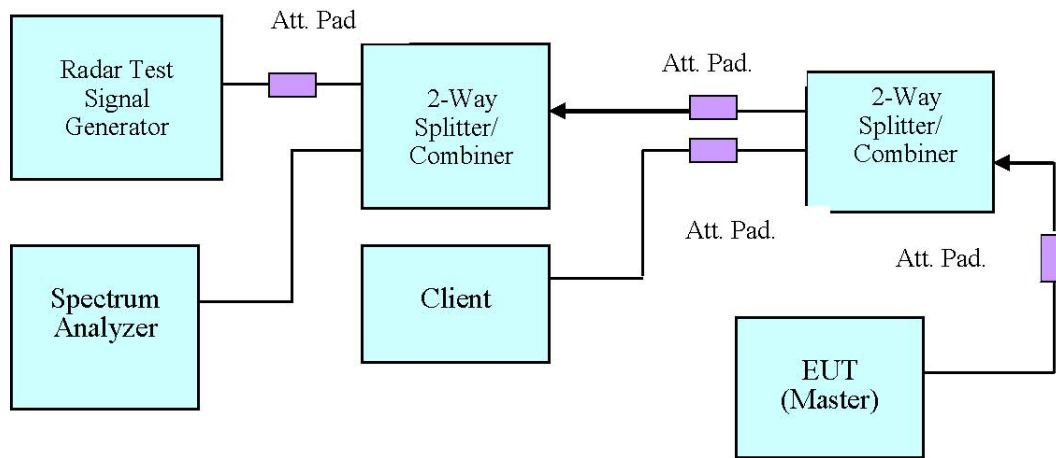 Att. Pad
Radar Test
Signal
Generator
2-Way
Splitter/
Combiner
Att. Pad.
2-Way
Splitter/
Combiner
Att. Pad.
Att. Pad.
Spectrum
Analyzer
Client
EUT
(Master)